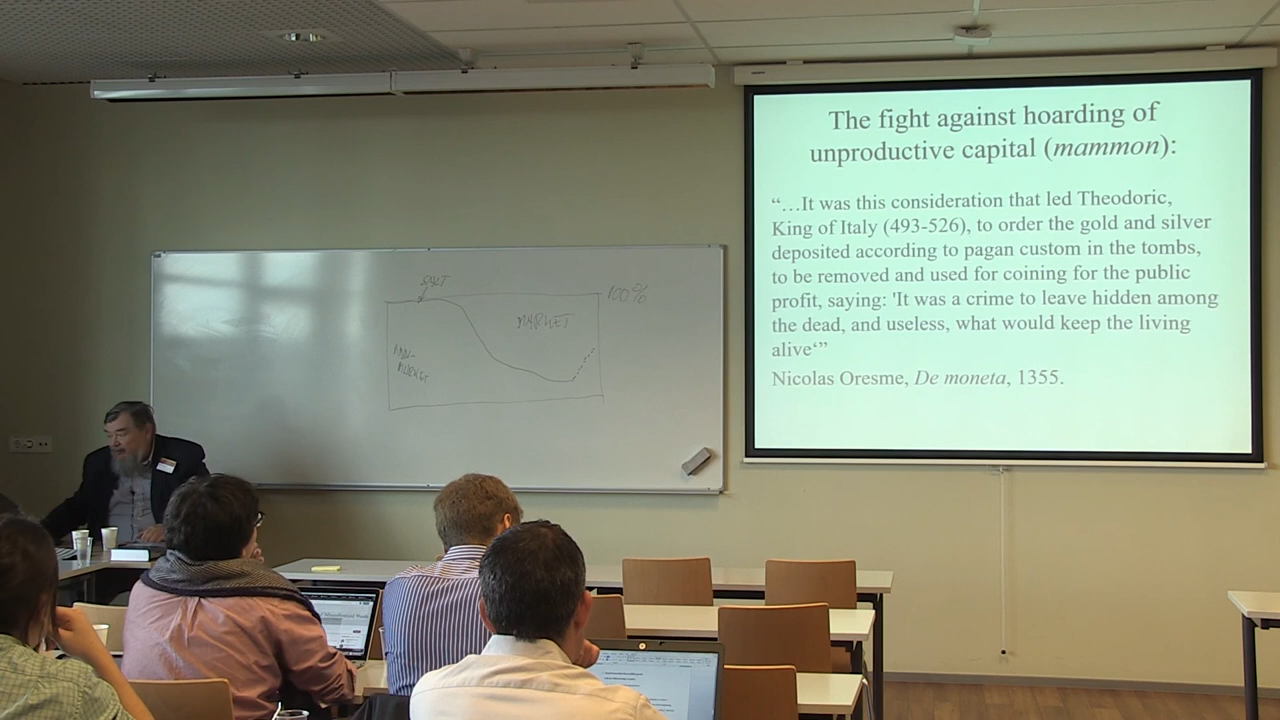 The fight against hoarding of
unproductive capital (mammon):
“…It was this consideration that led Theodoric,
King of Italy (493-526), to order the gold and silver
deposited according to pagan custom in the tombs,
to be removed and used for coining for the public
profit, saying: 'It was a crime to leave hidden among
the dead, and useless, what would keep the living
alive‘”
Nicolas Oresme, De moneta, 1355.
100%
MARKET